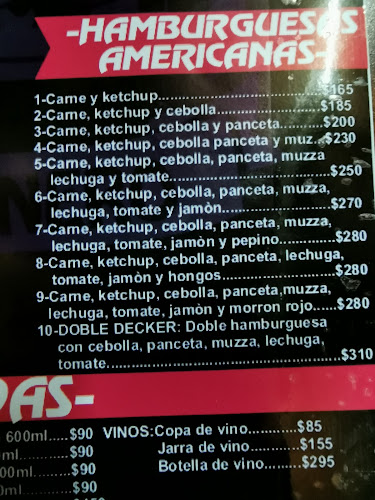 -HAMBURGUESAS
AMERICANAS-
1-Carne y ketchup......................................$165
2-Carne, ketchup y cebolla........................$185
3-Carne, ketchup, cebolla y panceta.......$200
4-Carne, ketchup, cebolla panceta y muz..$230
5-Carne, ketchup, cebolla, panceta, muzza
lechuga y tomate.....................................$250
6-Carne, ketchup, cebolla, panceta, muzza,
lechuga, tomate y jamòn.........................$270
7-Carne, ketchup, cebolla, panceta, muzza,
lechuga, tomate, jamòn y pepino.............$280
8-Carne, ketchup, cebolla, panceta, lechuga,
tomate, jamòn y hongos..........................$280
9-Carne, ketchup, cebolla, panceta,muzza,
lechuga, tomate, jamòn y morron rojo.....$280
10-DOBLE DECKER: Doble hamburguesa
con cebolla, panceta, muzza, lechuga,
tomate....................................................$310
DAS-
600ml.....$90 VINOS:Copa de vino...........$85
ml.....$90 Jarra de vino............$155
00ml.....$90 Botella de vino.........$295
0ml.....$90